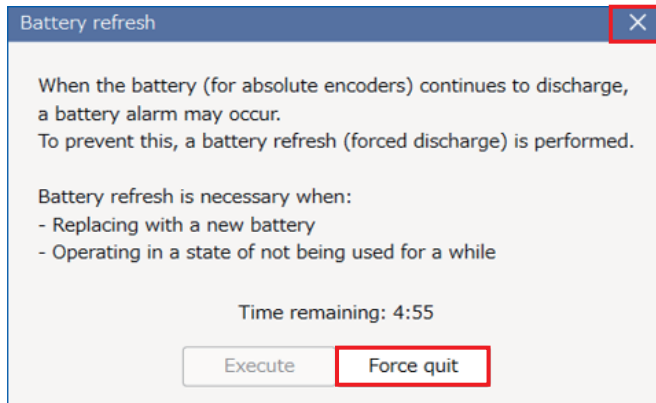 Battery refresh
When the battery (for absolute encoders) continues to discharge,
a battery alarm may occur.
To prevent this, a battery refresh (forced discharge) is performed.
Battery refresh is necessary when:
- Replacing with a new battery
- Operating in a state of not being used for a while
Time remaining: 4:55
Execute
Force quit